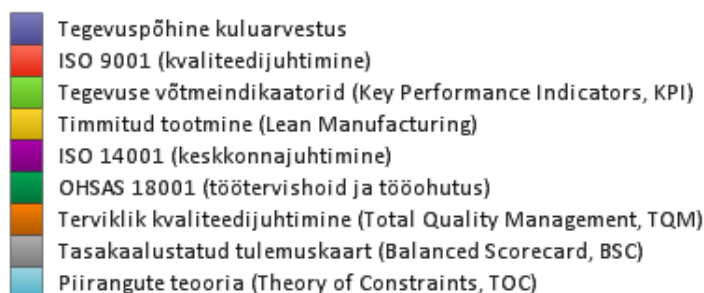 Tegevuspõhine kuluarvestus
ISO 9001 (kvaliteedijuhtimine)
Tegevuse võtmeindikaatorid (Key Performance Indicators, KPI)
Timmitud tootmine (Lean Manufacturing)
ISO 14001 (keskkonnajuhtimine)
OHSAS 18001 (töötervishoid ja tööohutus)
Terviklik kvaliteedijuhtimine (Total Quality Management, TQM)
Tasakaalustatud tulemuskaart (Balanced Scorecard, BSC)
Piirangute teooria (Theory of Constraints, TOC)